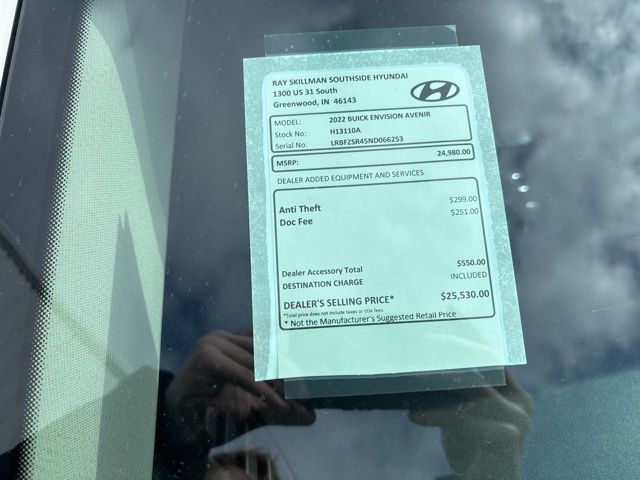 RAY SKILLMAN SOUTHSIDE HYUNDAI
1300 US 31 South
Greenwood, IN 46143
MODEL: 2022 BUICK ENVISION AVENIR
Stock No: H13110A
Serial No: LRBFZSR45ND066253
MSRP: 24,980.00
DEALER ADDED EQUIPMENT AND SERVICES
Anti Theft $299.00
Doc Fee $251.00
Dealer Accessory Total $550.00
DESTINATION CHARGE INCLUDED
DEALER'S SELLING PRICE* $25,530.00
*Total price does not include taxes or title fees.
* Not the Manufacturer's Suggested Retail Price